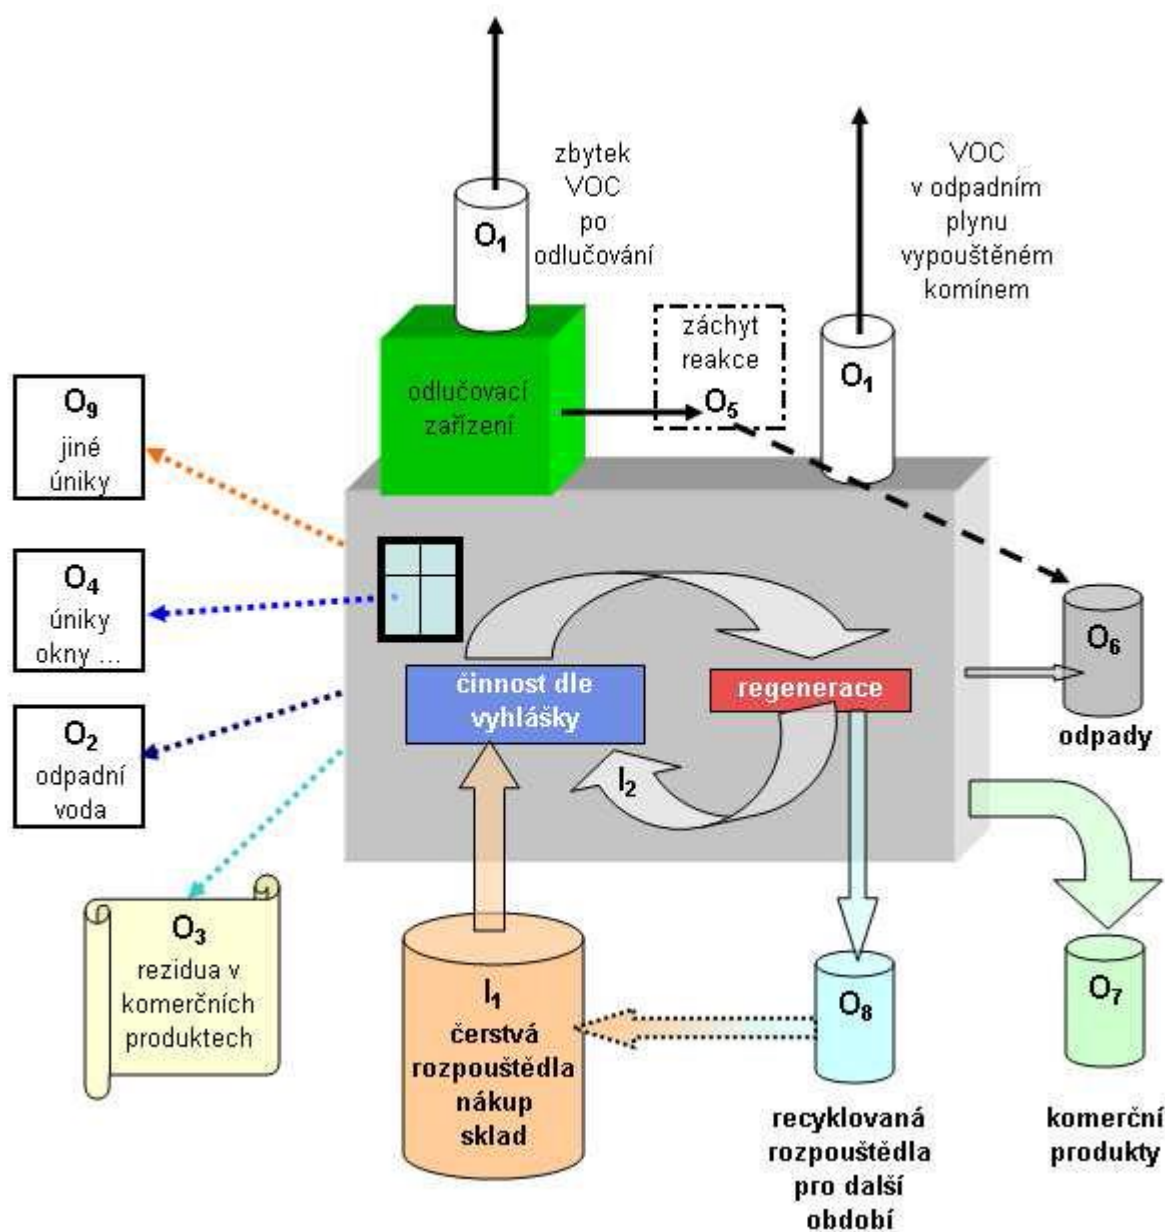 zbytek
VOC
po
odlučování
O₁
VOC
v odpadním
plynu
vypouštěném
komínem
O₁
záchyt
reakce
O₅
odlučovací
zařízení
O₉
jiné
úniky
O₄
úniky
okny ...
O₂
odpadní
voda
O₃
rezidua v
komerčních
produktech
činnost dle
vyhlášky
regenerace
I₂
O₆
odpady
I₁
čerstvá
rozpouštědla
nákup
sklad
O₈
recyklovaná
rozpouštědla
pro další
období
O₇
komerční
produkty